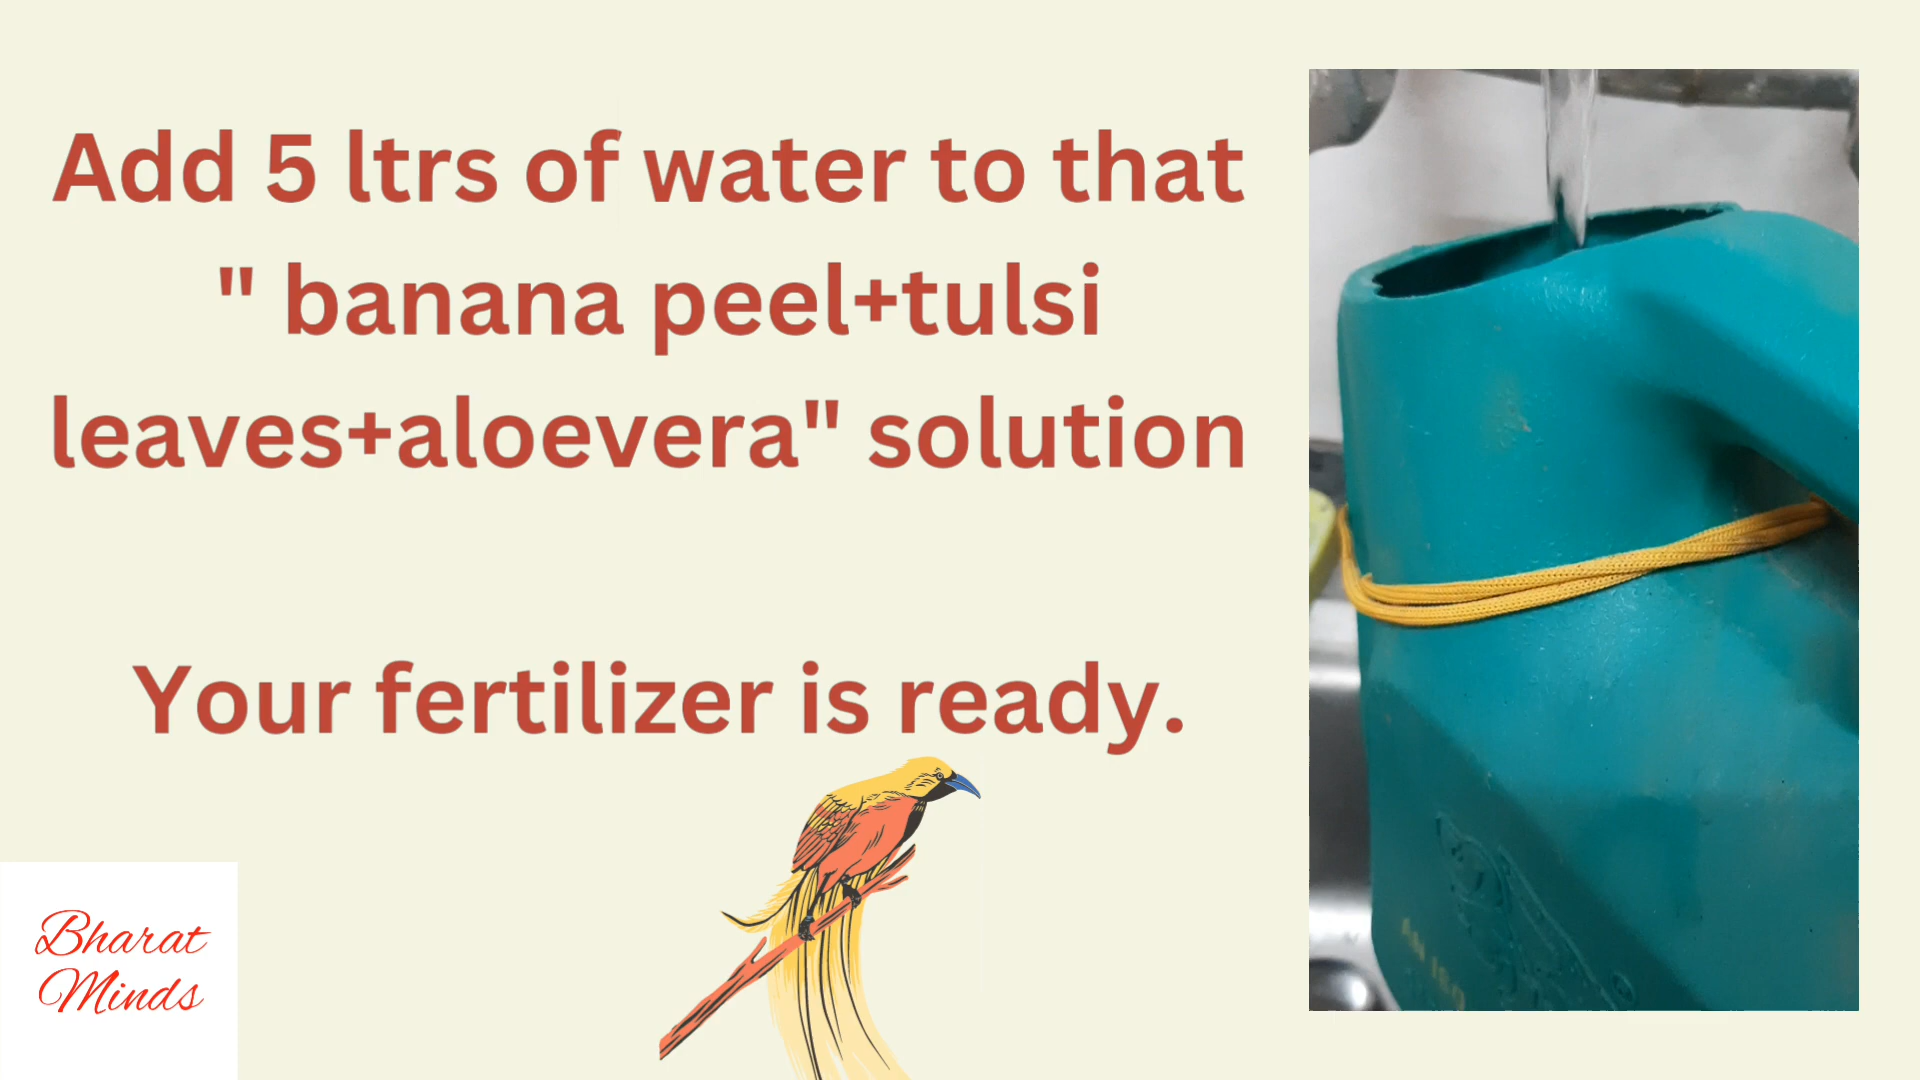 Add 5 ltrs of water to that
" banana peel+tulsi
leaves+aloevera" solution
Your fertilizer is ready.
Bharat
Minds